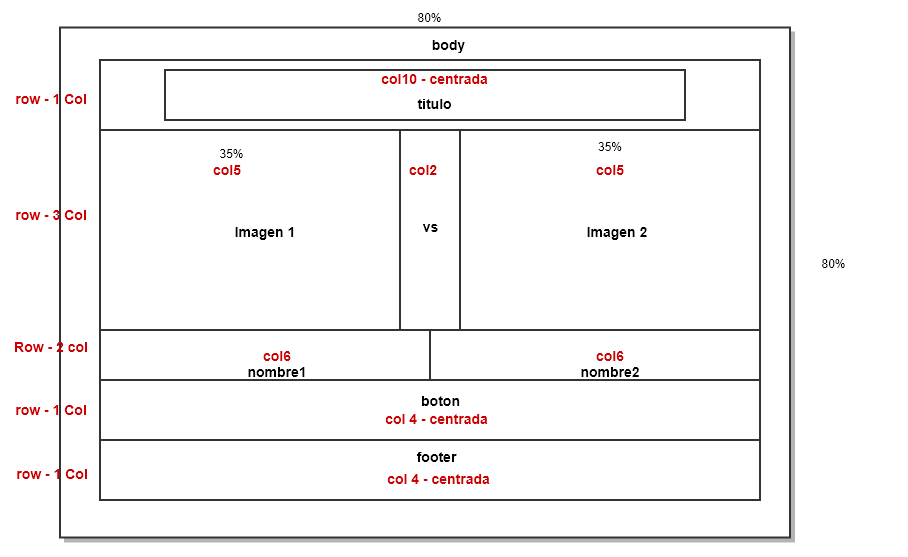 80%
body
col10 - centrada
titulo
row - 1 Col
35%
col5
col2
35%
col5
row - 3 Col
Imagen 1
vs
Imagen 2
80%
Row - 2 col
col6
nombre1
col6
nombre2
row - 1 Col
boton
col 4 - centrada
row - 1 Col
footer
col 4 - centrada